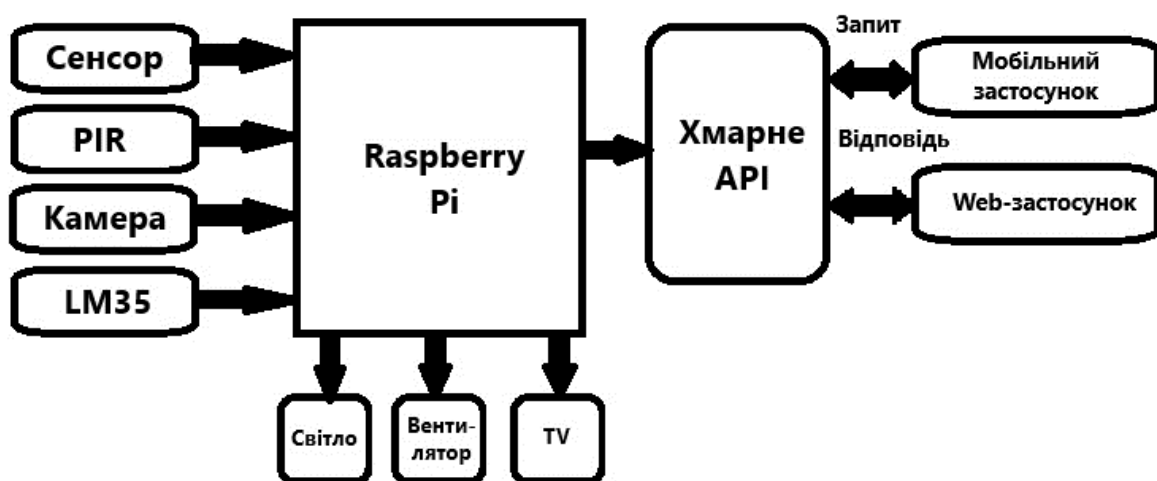 Сенсор
PIR
Камера
LM35
Raspberry
Pi
Світло
Венти-
лятор
TV
Хмарне
API
Запит
Відповідь
Мобільний
застосунок
Web-застосунок